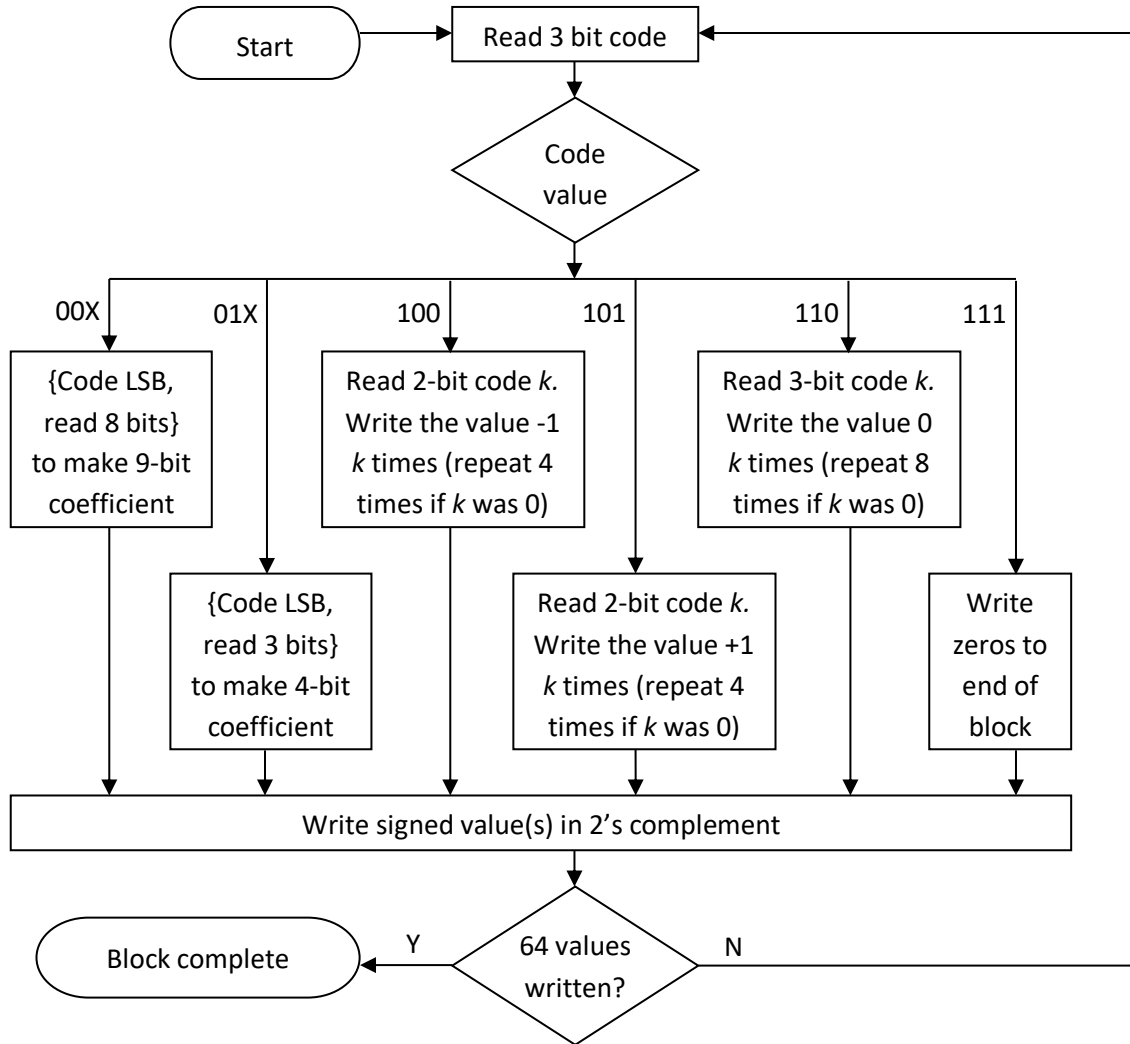 Start
Read 3 bit code
Code
value
00X
01X
100
101
110
111
{Code LSB,
read 8 bits}
to make 9-bit
coefficient
Read 2-bit code k.
Write the value -1
k times (repeat 4
times if k was 0)
Read 3-bit code k.
Write the value 0
k times (repeat 8
times if k was 0)
{Code LSB,
read 3 bits}
to make 4-bit
coefficient
Read 2-bit code k.
Write the value +1
k times (repeat 4
times if k was 0)
Write
zeros to
end of
block
Write signed value(s) in 2’s complement
Block complete
Y
64 values
written?
N